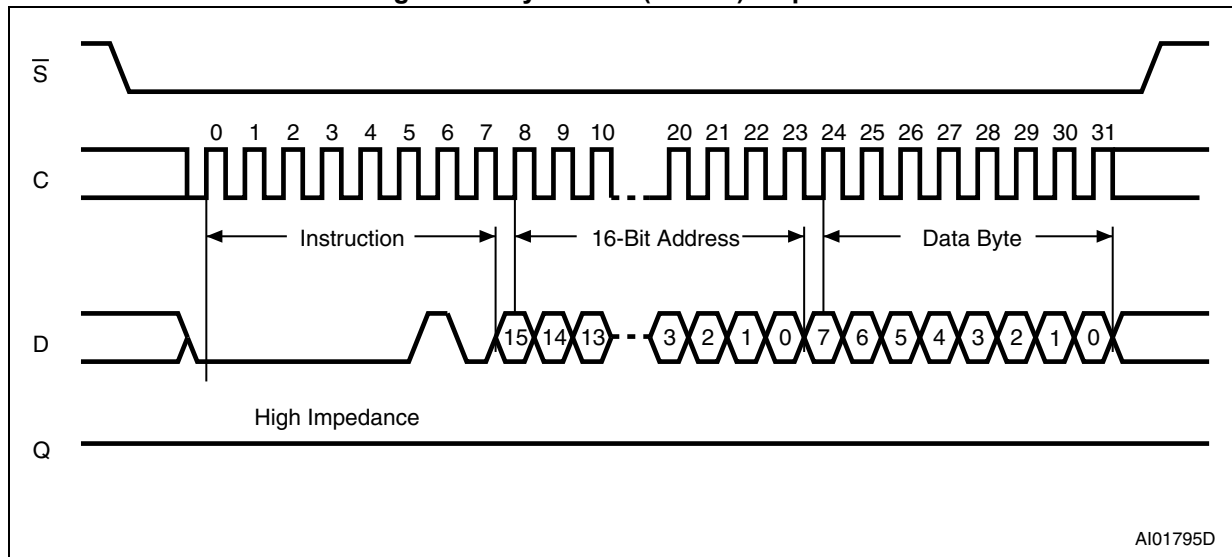 S̅
0 1 2 3 4 5 6 7 8 9 10 20 21 22 23 24 25 26 27 28 29 30 31
C
Instruction 16-Bit Address Data Byte
D 15 14 13 3 2 1 0 7 6 5 4 3 2 1 0
High Impedance
Q
AI01795D